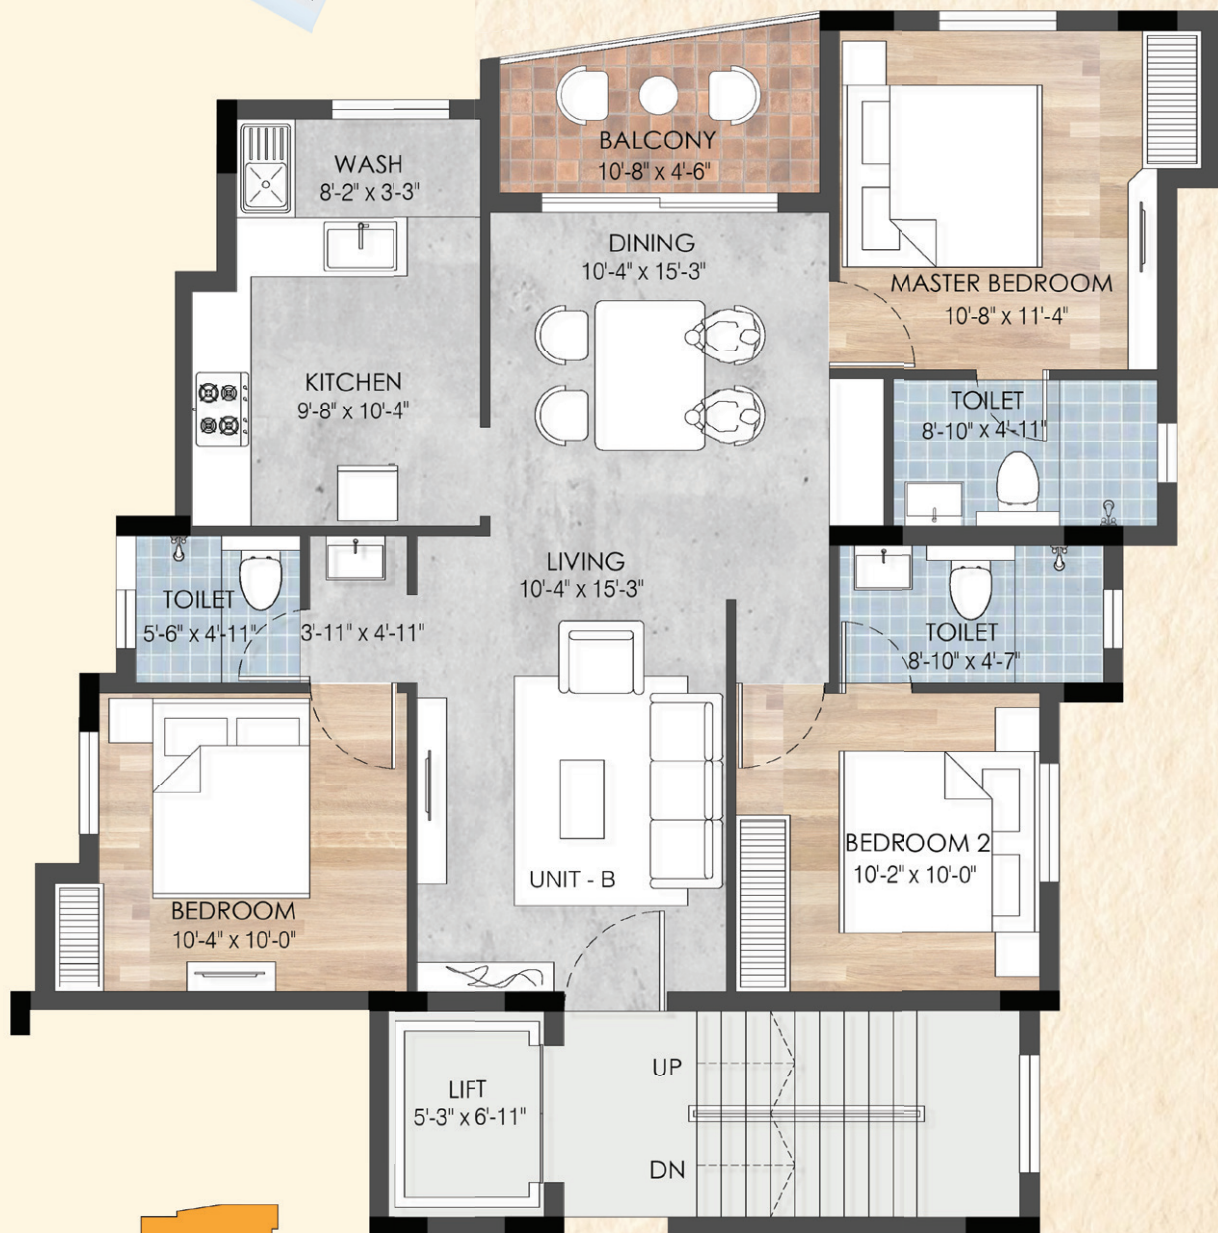 BALCONY
10'-8" x 4'-6"
WASH
8'-2" x 3'-3"
DINING
10'-4" x 15'-3"
MASTER BEDROOM
10'-8" x 11'-4"
KITCHEN
9'-8" x 10'-4"
TOILET
8'-10" x 4'-11"
LIVING
10'-4" x 15'-3"
TOILET
5'-6" x 4'-11"
3'-11" x 4'-11"
TOILET
8'-10" x 4'-7"
BEDROOM 2
10'-2" x 10'-0"
UNIT - B
BEDROOM
10'-4" x 10'-0"
UP
LIFT
5'-3" x 6'-11"
DN